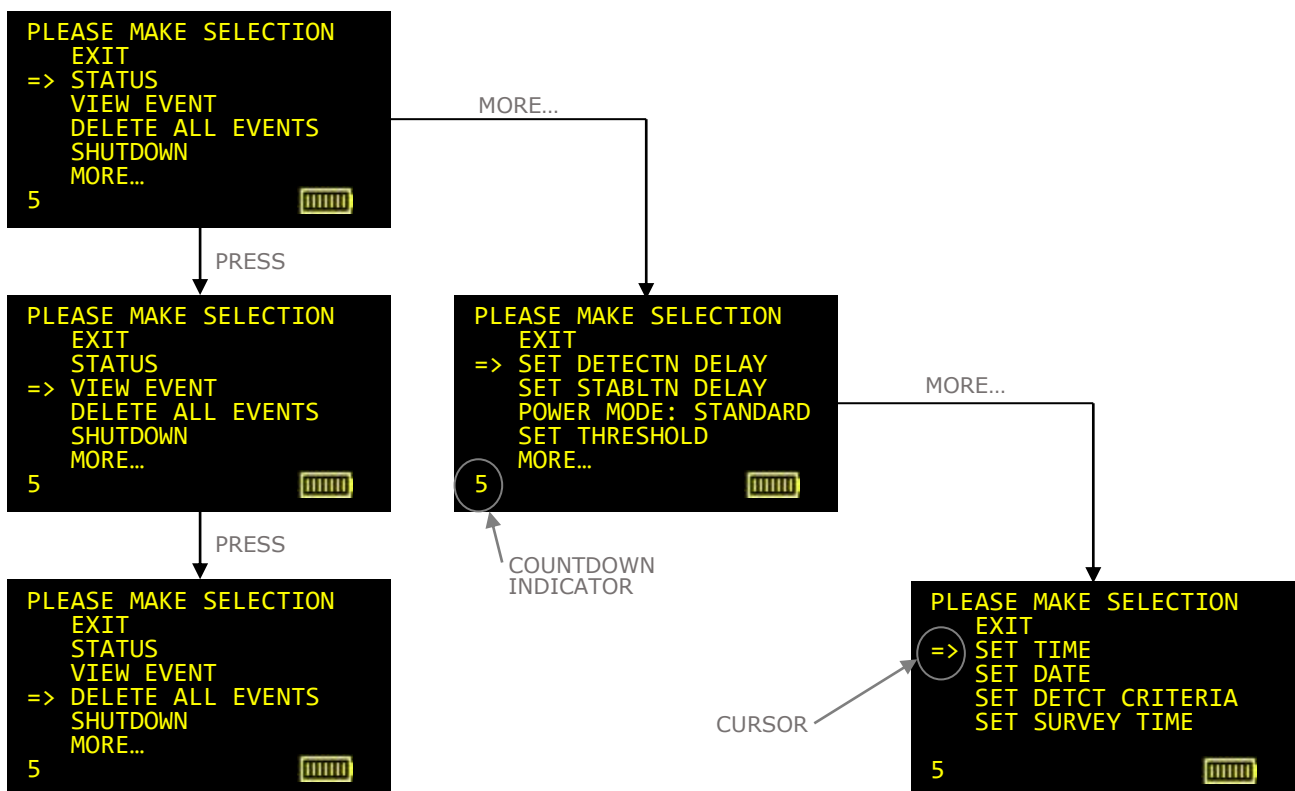 PLEASE MAKE SELECTION
EXIT
=> STATUS
VIEW EVENT
DELETE ALL EVENTS
SHUTDOWN
MORE…
5
MORE…
PRESS
PLEASE MAKE SELECTION
EXIT
STATUS
=> VIEW EVENT
DELETE ALL EVENTS
SHUTDOWN
MORE…
5
PLEASE MAKE SELECTION
EXIT
=> SET DETECTN DELAY
SET STABLTN DELAY
POWER MODE: STANDARD
SET THRESHOLD
MORE…
5
MORE…
PRESS
COUNTDOWN
INDICATOR
PLEASE MAKE SELECTION
EXIT
STATUS
VIEW EVENT
=> DELETE ALL EVENTS
SHUTDOWN
MORE…
5
CURSOR
PLEASE MAKE SELECTION
EXIT
=> SET TIME
SET DATE
SET DETCT CRITERIA
SET SURVEY TIME
5